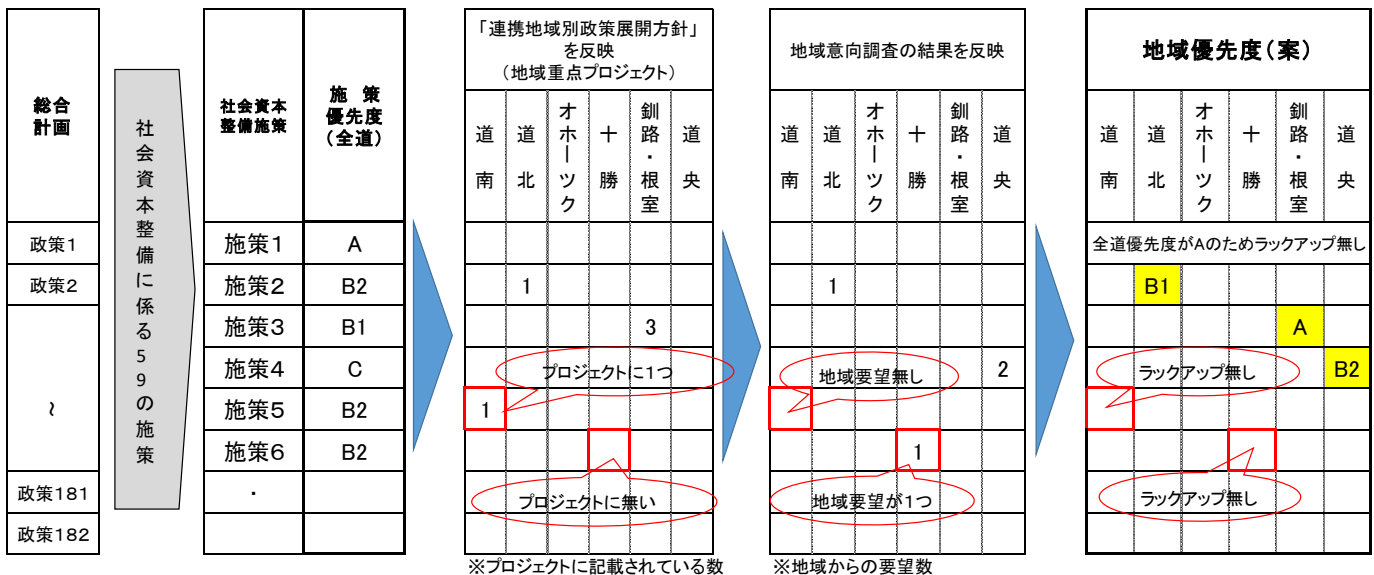 総合
計画
政策1
政策2
～
政策181
政策182
社会資本整備に係る59の施策
社会資本
整備施策
施 策
優先度
(全道)
施策1 A
施策2 B2
施策3 B1
施策4 C
施策5 B2
施策6 B2
・
「連携地域別政策展開方針」
を反映
(地域重点プロジェクト)
道南 道北 オホーツク 十勝 釧路・根室 道央
1
3
プロジェクトに1つ
1
プロジェクトに無い
※プロジェクトに記載されている数
地域意向調査の結果を反映
道南 道北 オホーツク 十勝 釧路・根室 道央
1
地域要望無し 2
1
地域要望が1つ
※地域からの要望数
地域優先度(案)
道南 道北 オホーツク 十勝 釧路・根室 道央
全道優先度がAのためラックアップ無し
B1
A
ラックアップ無し B2
ラックアップ無し